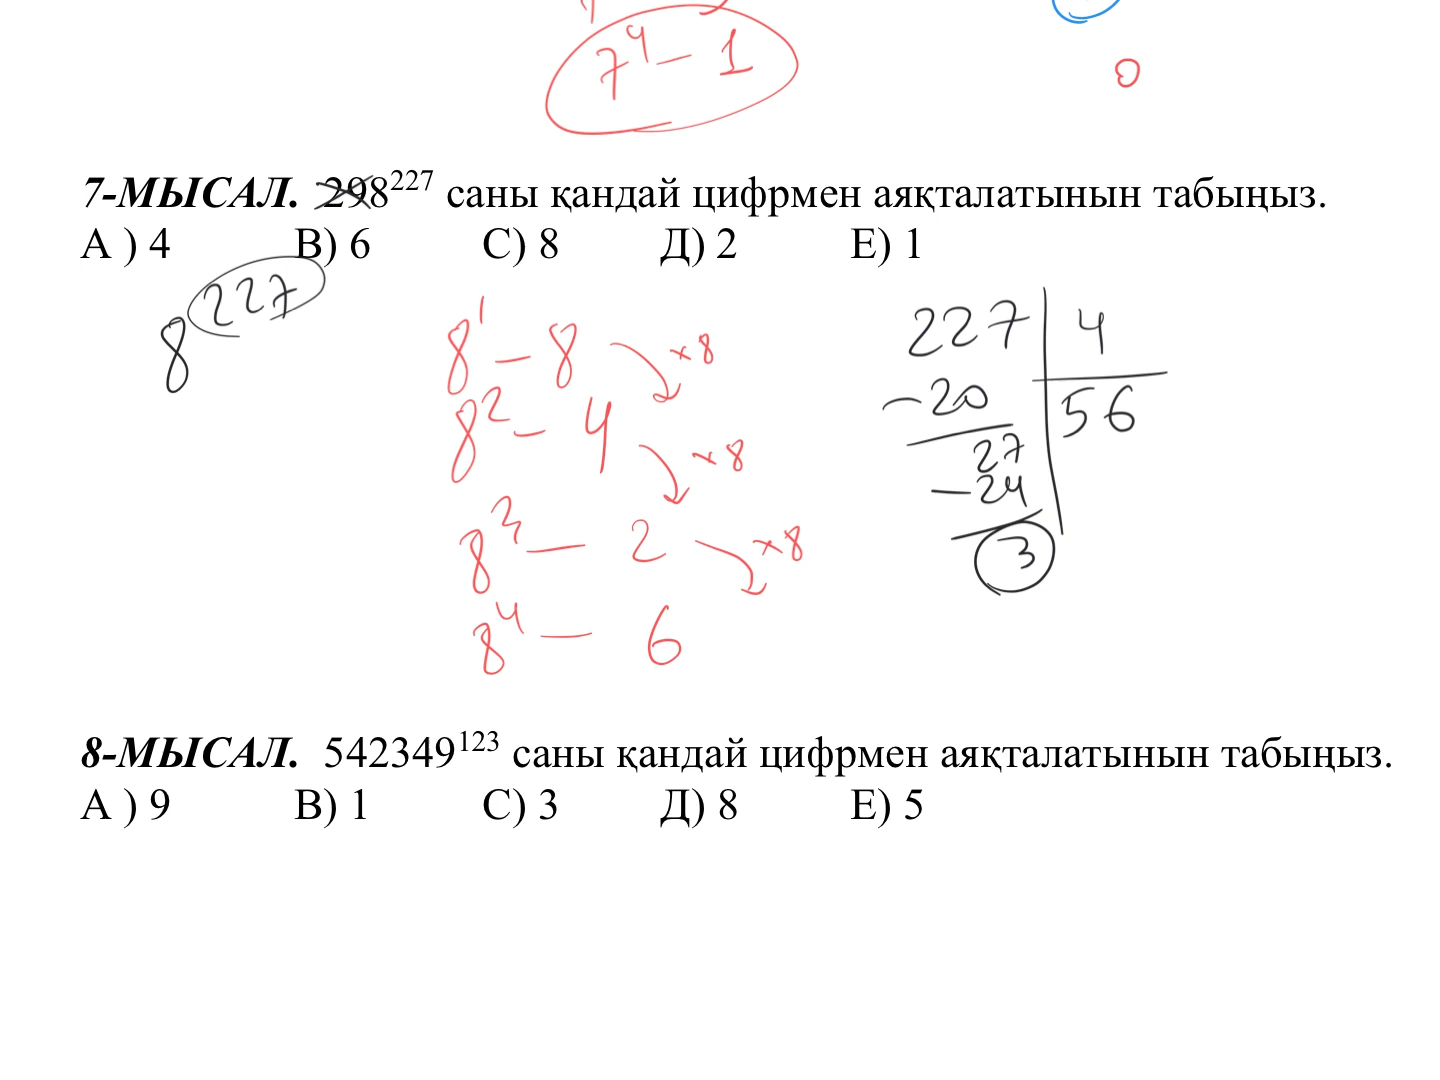 7⁴ – 1
0
7-МЫСАЛ. 298²²⁷ саны қандай цифрмен аяқталатынын табыңыз.
А ) 4 В) 6 С) 8 Д) 2 Е) 1
8²²⁷
8¹ – 8 ×8
8² – 4 ×8
8³ – 2 ×8
8⁴ – 6
227 4
–20 56
27
–24
3
8-МЫСАЛ. 542349¹²³ саны қандай цифрмен аяқталатынын табыңыз.
А ) 9 В) 1 С) 3 Д) 8 Е) 5